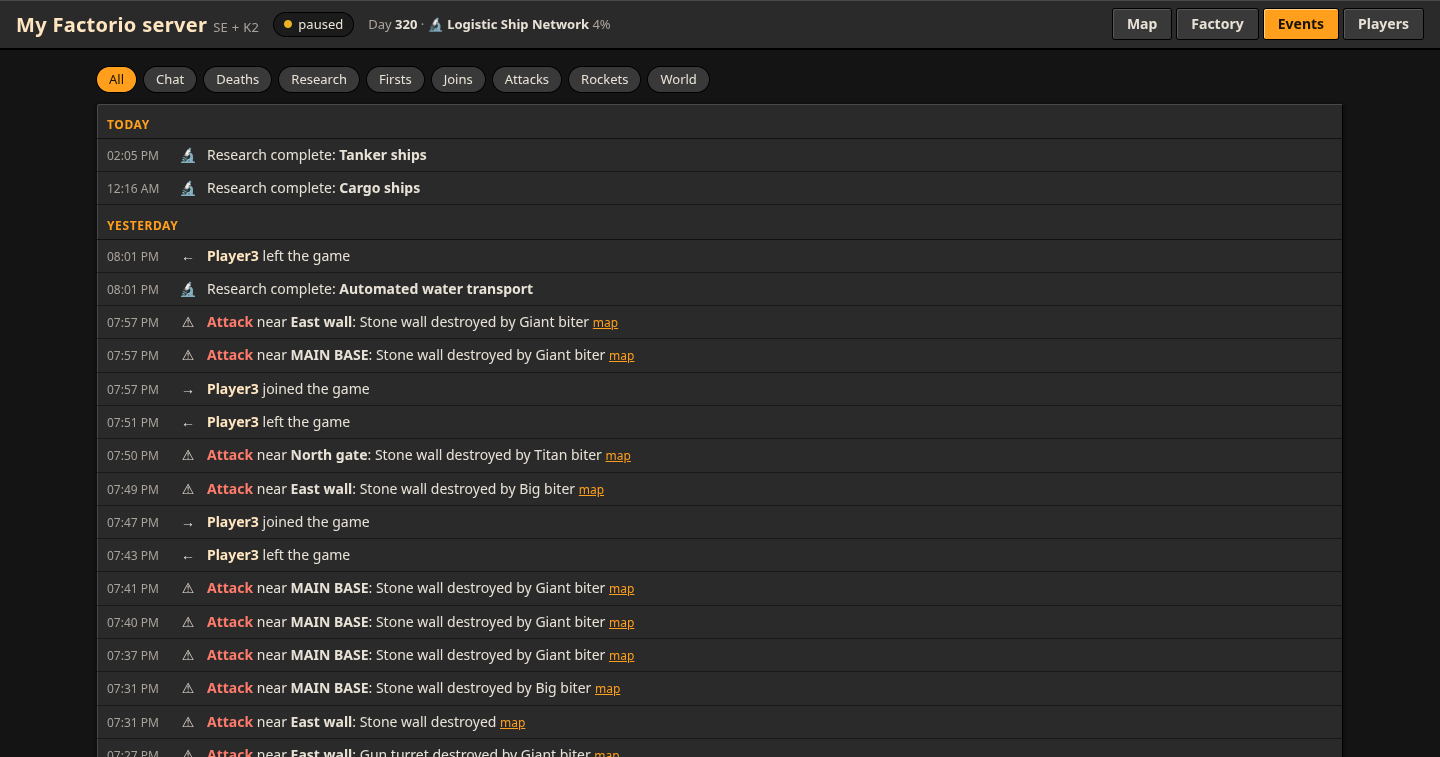 My Factorio server SE + K2 paused Day 320 · 🔬 Logistic Ship Network 4% Map Factory Events Players
All Chat Deaths Research Firsts Joins Attacks Rockets World
TODAY
02:05 PM 🔬 Research complete: Tanker ships
12:16 AM 🔬 Research complete: Cargo ships
YESTERDAY
08:01 PM ← Player3 left the game
08:01 PM 🔬 Research complete: Automated water transport
07:57 PM ⚠ Attack near East wall: Stone wall destroyed by Giant biter map
07:57 PM ⚠ Attack near MAIN BASE: Stone wall destroyed by Giant biter map
07:57 PM → Player3 joined the game
07:51 PM ← Player3 left the game
07:50 PM ⚠ Attack near North gate: Stone wall destroyed by Titan biter map
07:49 PM ⚠ Attack near East wall: Stone wall destroyed by Big biter map
07:47 PM → Player3 joined the game
07:43 PM ← Player3 left the game
07:41 PM ⚠ Attack near MAIN BASE: Stone wall destroyed by Giant biter map
07:40 PM ⚠ Attack near MAIN BASE: Stone wall destroyed by Giant biter map
07:37 PM ⚠ Attack near MAIN BASE: Stone wall destroyed by Giant biter map
07:31 PM ⚠ Attack near MAIN BASE: Stone wall destroyed by Big biter map
07:31 PM ⚠ Attack near East wall: Stone wall destroyed map
07:27 PM ⚠ Attack near East wall: Gun turret destroyed by Giant biter map